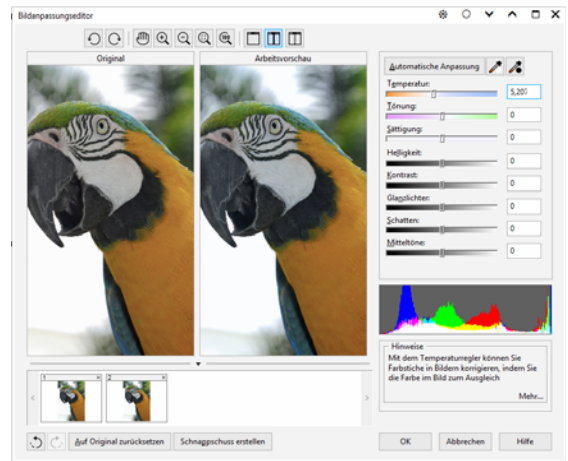 Bildanpassungseditor
Original
Arbeitsvorschau
Automatische Anpassung
Temperatur:
5,207
Tönung:
0
Sättigung:
0
Helligkeit:
0
Kontrast:
0
Glanzlichter:
0
Schatten:
0
Mitteltöne:
0
Hinweise
Mit dem Temperaturregler können Sie
Farbstiche in Bildern korrigieren, indem Sie
die Farbe im Bild zum Ausgleich
Mehr...
1
2
Auf Original zurücksetzen
Schnappschuss erstellen
OK
Abbrechen
Hilfe